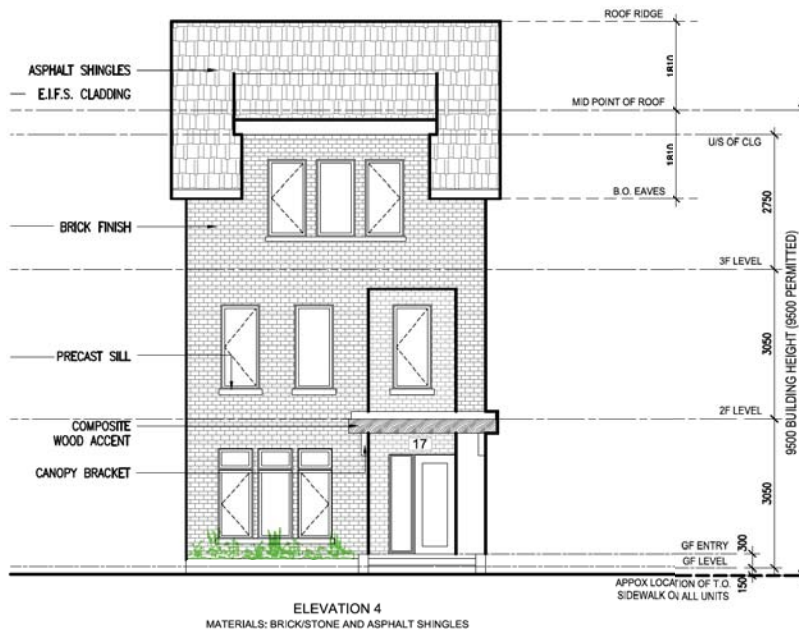 ROOF RIDGE
ASPHALT SHINGLES
1810
E.I.F.S. CLADDING
MID POINT OF ROOF
U/S OF CLG
1810
B.O. EAVES
2750
BRICK FINISH
3F LEVEL
9500 BUILDING HEIGHT (9500 PERMITTED)
3050
PRECAST SILL
2F LEVEL
COMPOSITE
WOOD ACCENT
17
CANOPY BRACKET
3050
GF ENTRY
300
GF LEVEL
150
APPOX LOCATION OF T.O.
SIDEWALK ON ALL UNITS
ELEVATION 4
MATERIALS: BRICK/STONE AND ASPHALT SHINGLES